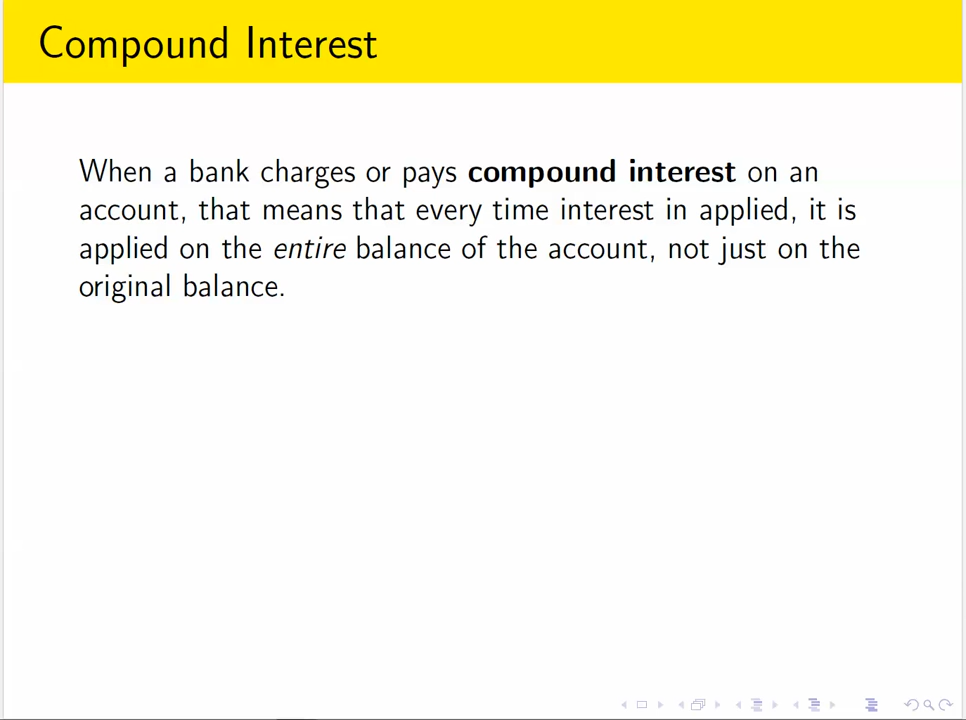 Compound Interest
When a bank charges or pays compound interest on an
account, that means that every time interest in applied, it is
applied on the entire balance of the account, not just on the
original balance.